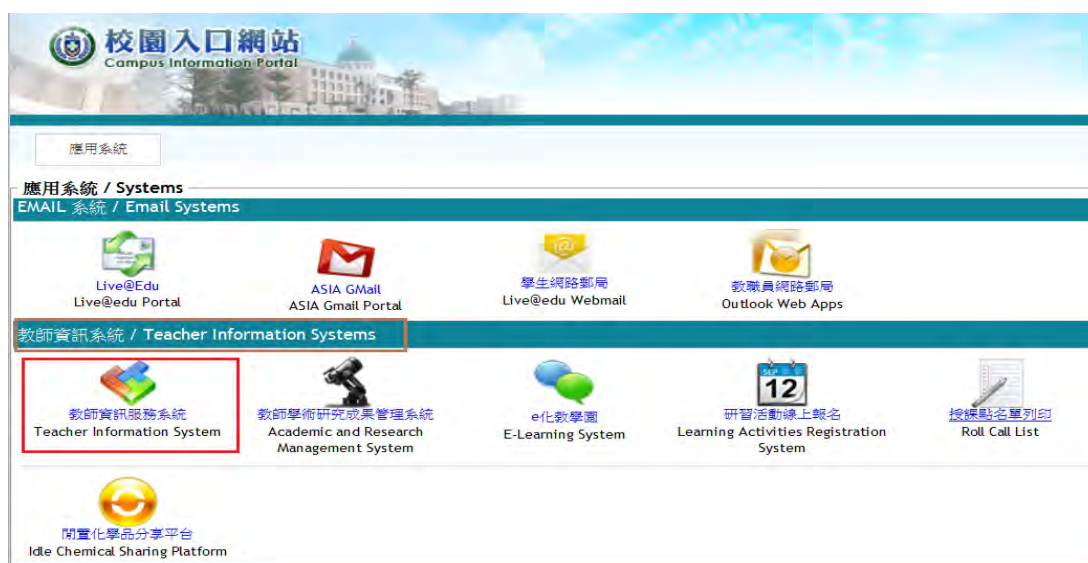 校園入口網站
Campus Information Portal
應用系統
應用系統 / Systems
EMAIL 系統 / Email Systems
Live@Edu
Live@edu Portal
ASIA GMail
ASIA Gmail Portal
學生網路郵局
Live@edu Webmail
教職員網路郵局
Outlook Web Apps
教師資訊系統 / Teacher Information Systems
教師資訊服務系統
Teacher Information System
教師學術研究成果管理系統
Academic and Research
Management System
e化教學園
E-Learning System
SEP
12
研習活動線上報名
Learning Activities Registration
System
授課點名單列印
Roll Call List
閒置化學品分享平台
Idle Chemical Sharing Platform